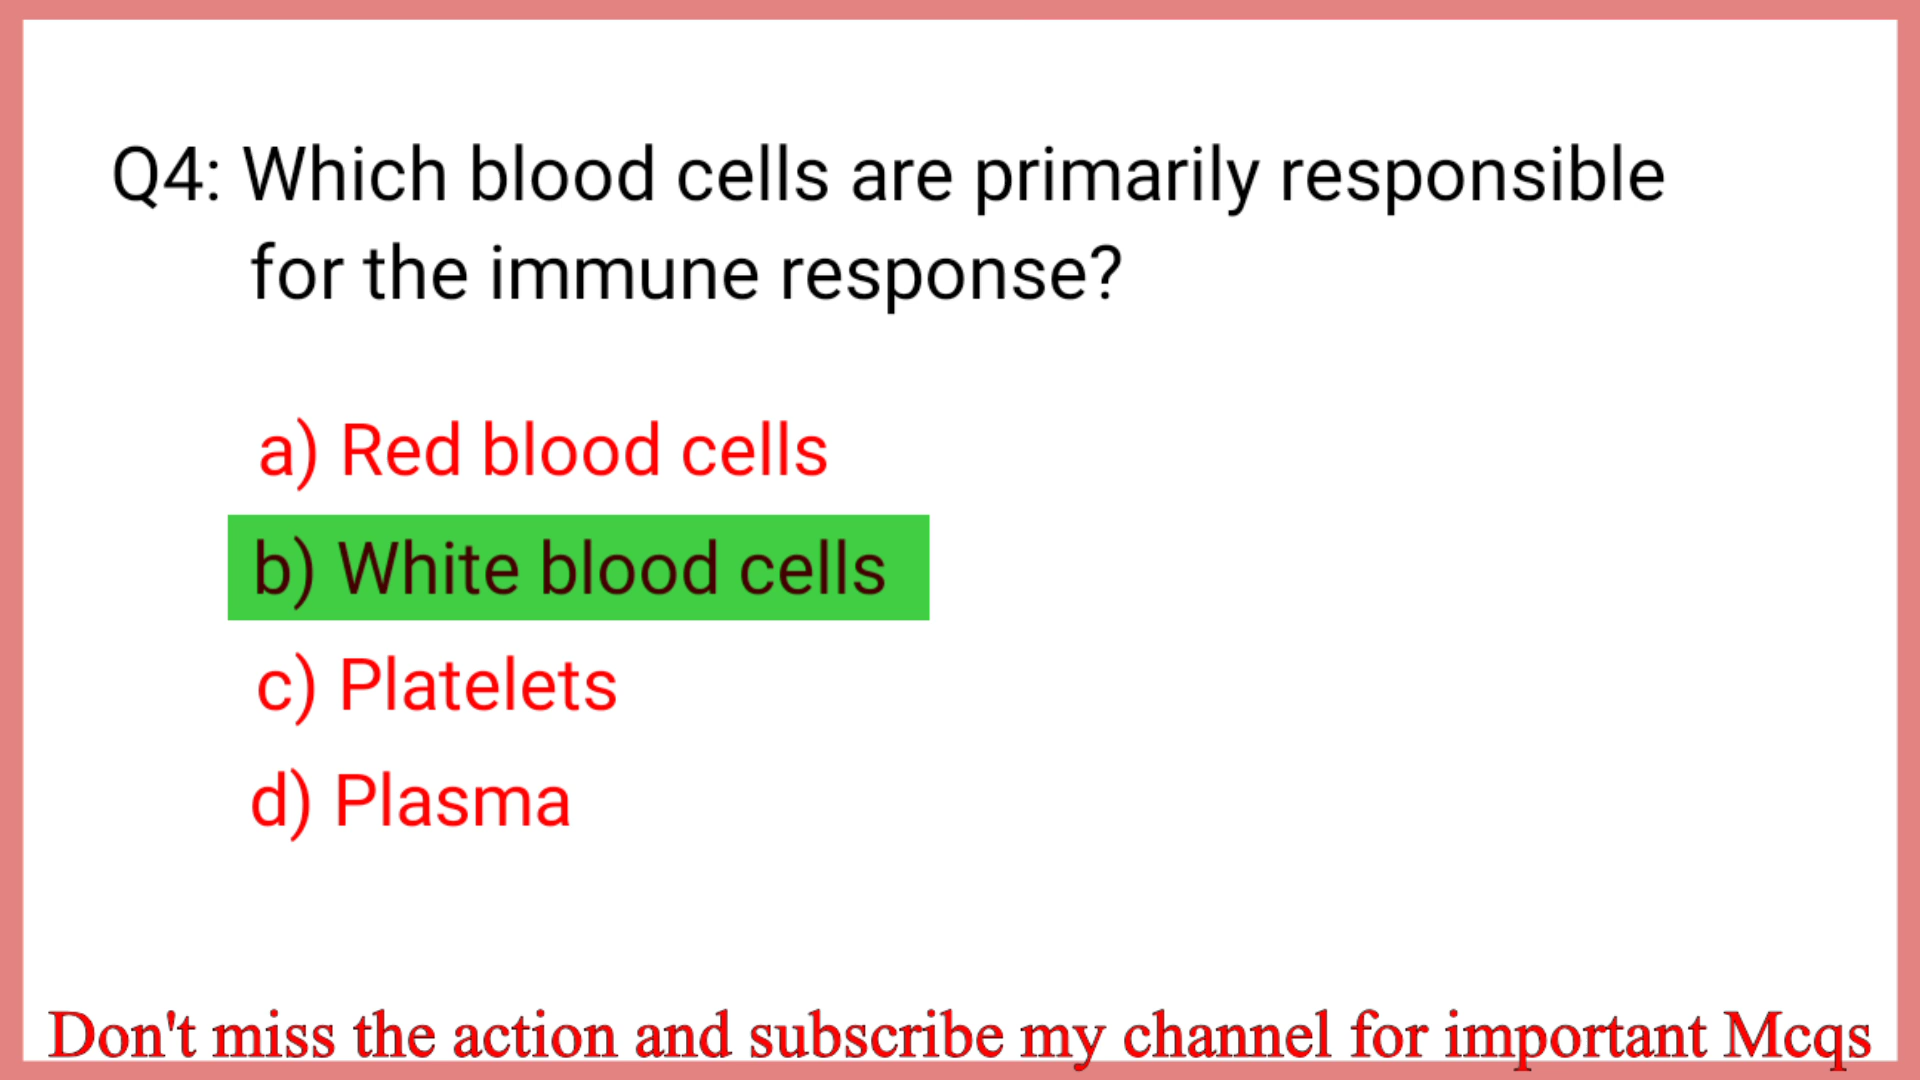 Q4: Which blood cells are primarily responsible
for the immune response?
a) Red blood cells
b) White blood cells
c) Platelets
d) Plasma
Don't miss the action and subscribe my channel for important Mcqs